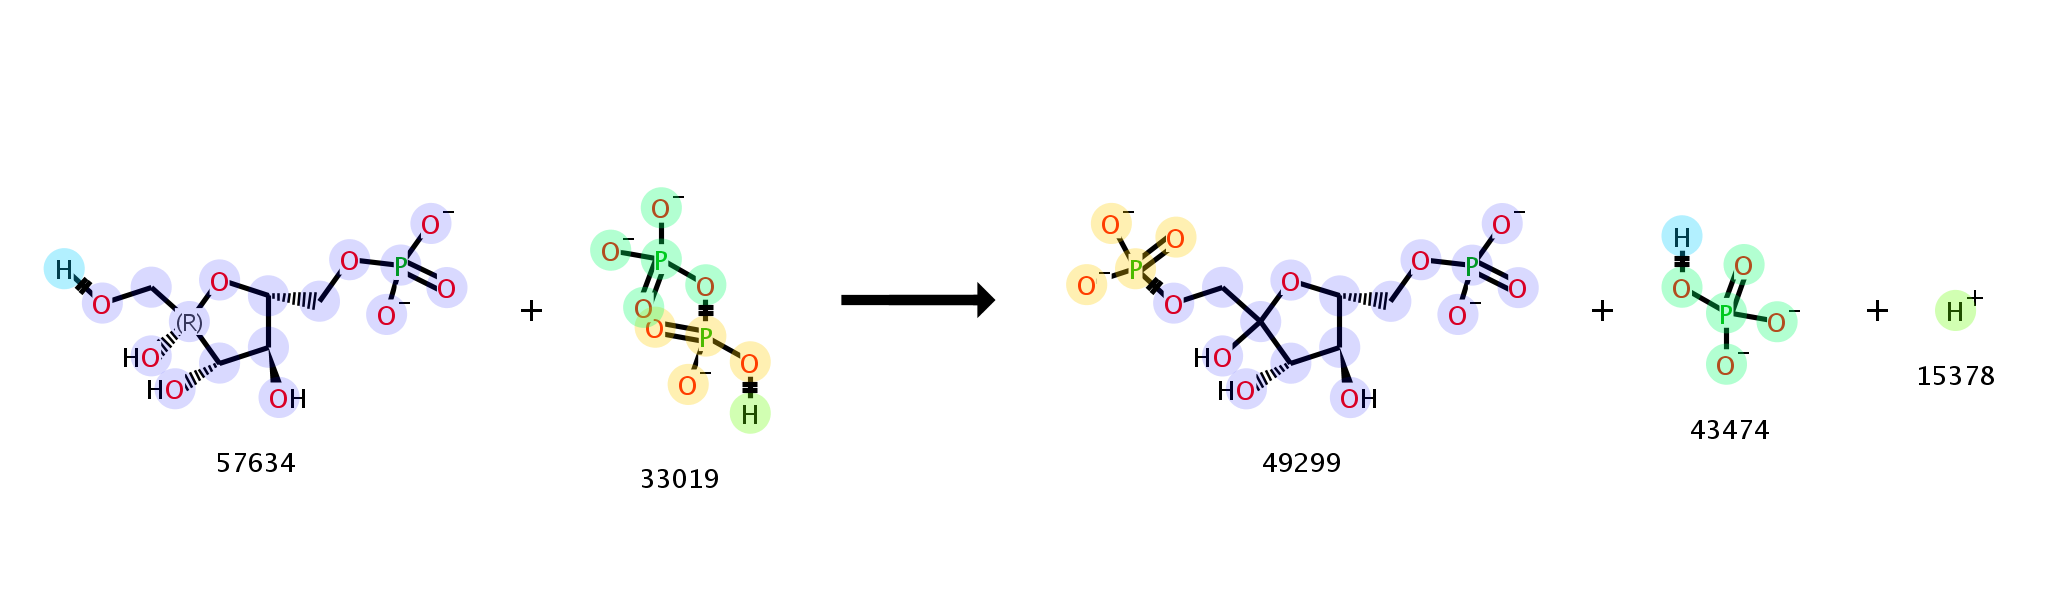 H O HO (R) HO O OH O P O⁻ O O⁻
57634
+
O⁻ O⁻ P O O O P O⁻ O H
33019
O⁻ O O⁻ P O HO HO O OH O P O⁻ O O⁻
49299
+
H O P O O⁻ O⁻
43474
+
H⁺
15378